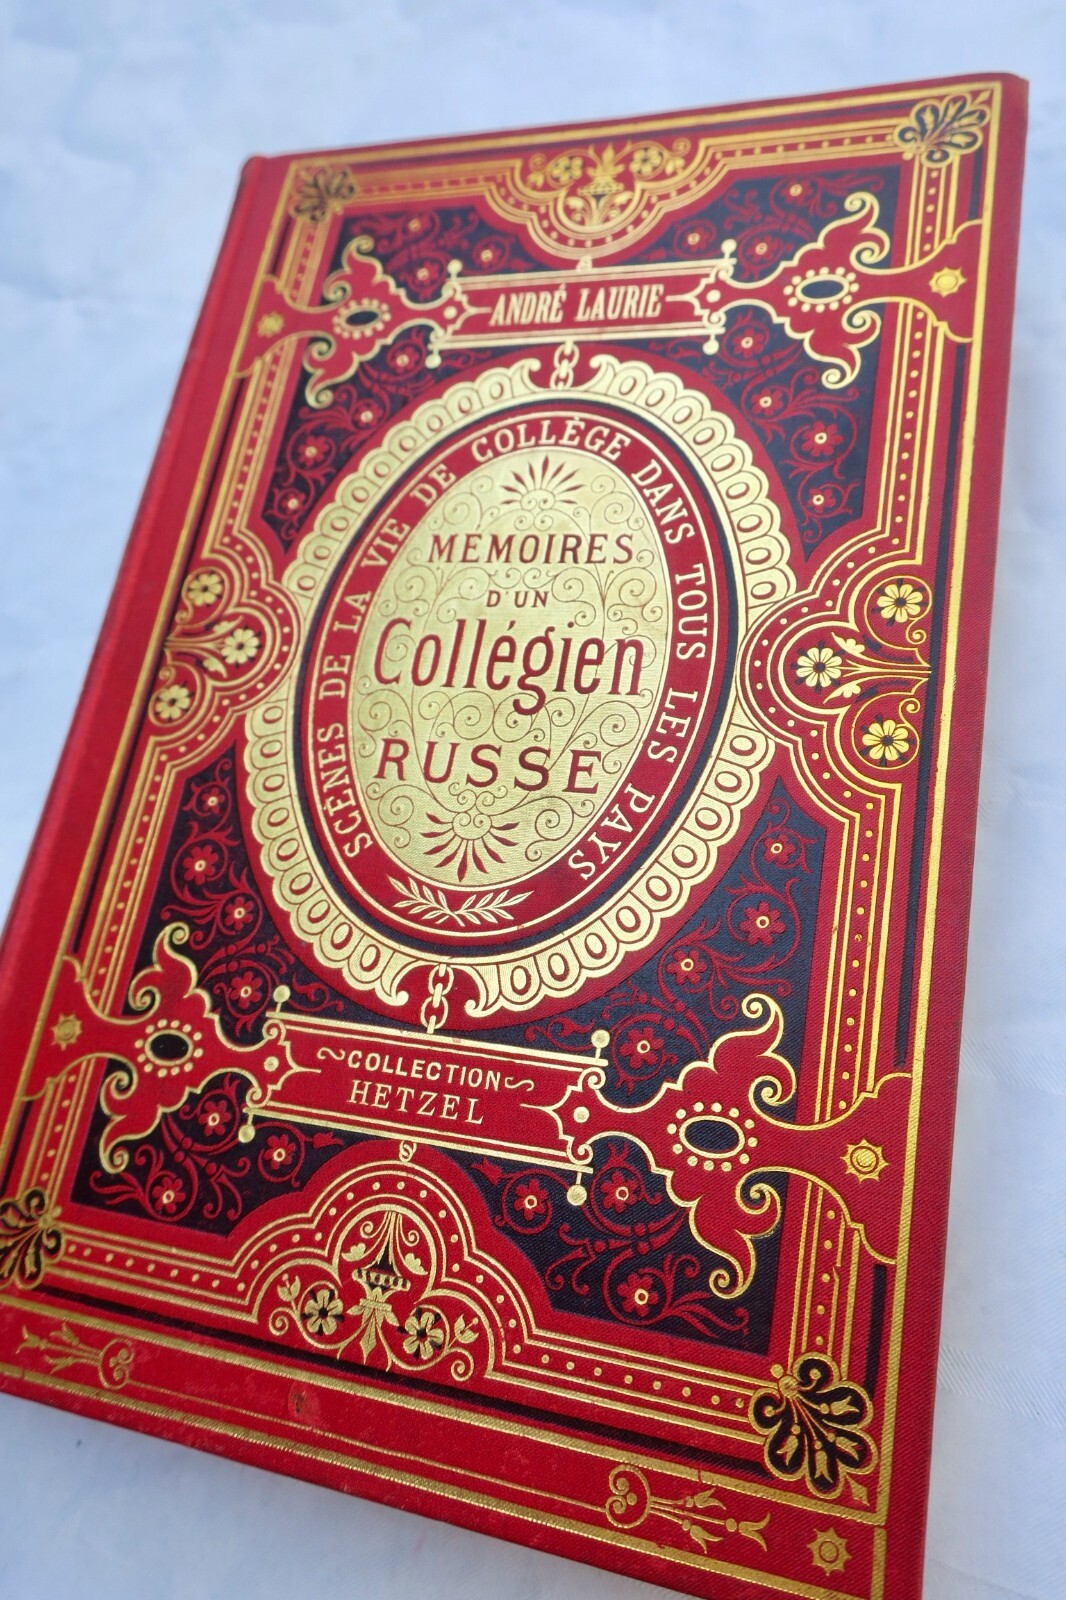 ANDRÉ LAURIE
SCÈNES DE LA VIE DE COLLÈGE DANS TOUS LES PAYS
MEMOIRES
D'UN
Collégien
RUSSE
COLLECTION
HETZEL